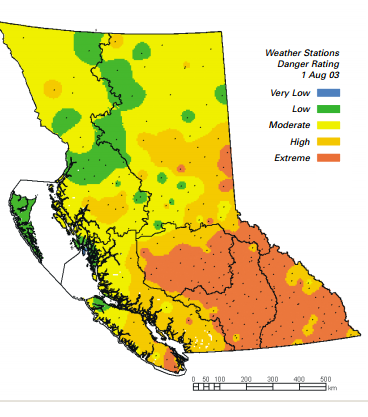 Weather Stations
Danger Rating
1 Aug 03
Very Low
Low
Moderate
High
Extreme
0 50 100 200 300 400 500
km